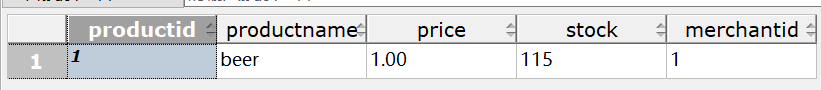 productid productname price stock merchantid
1 1 beer 1.00 115 1